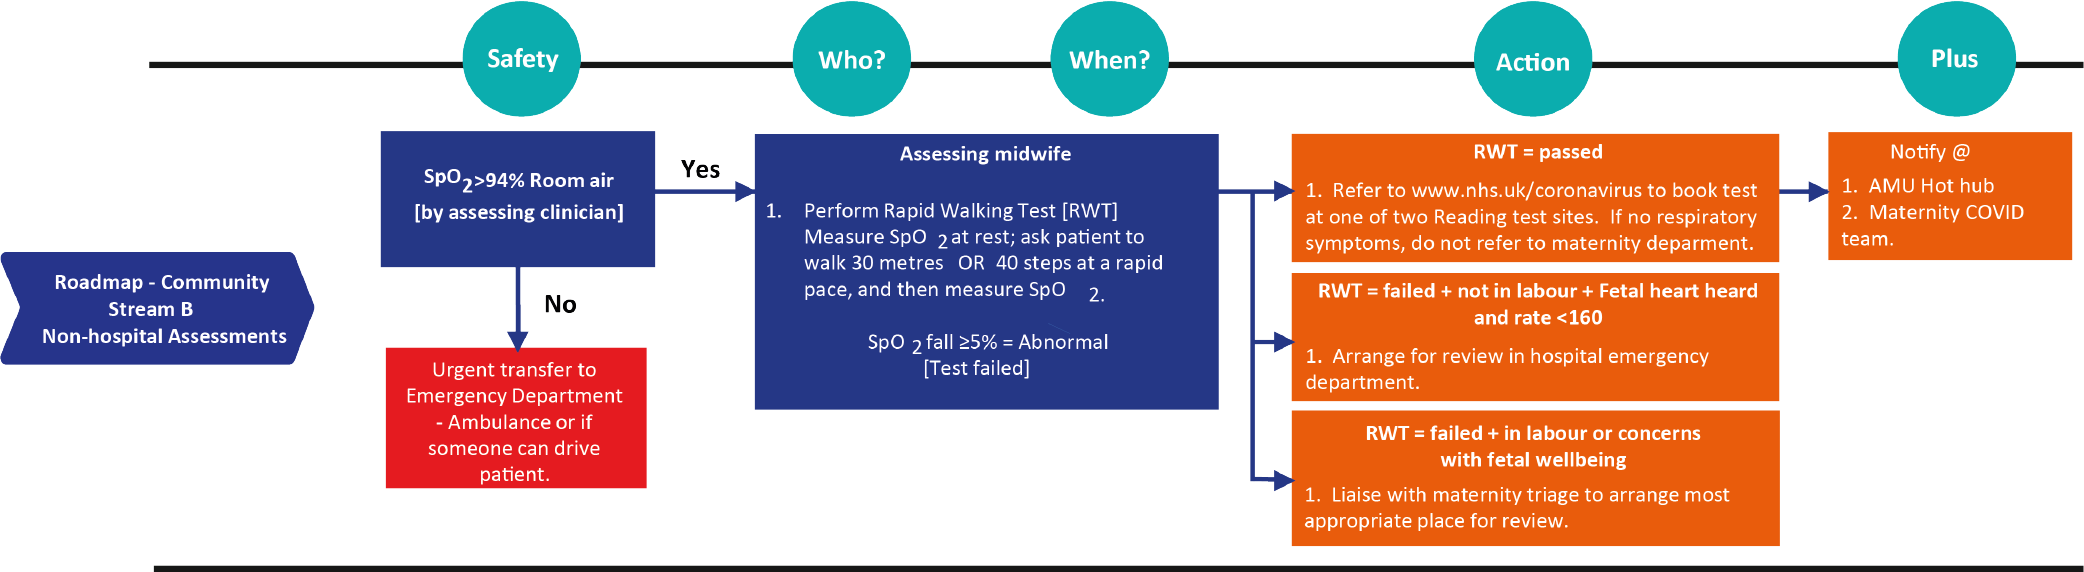 Safety
Who?
When?
Action
Plus
Roadmap - Community
Stream B
Non-hospital Assessments
SpO2>94% Room air
[by assessing clinician]
Yes
No
Urgent transfer to
Emergency Department
- Ambulance or if
someone can drive
patient.
Assessing midwife
1. Perform Rapid Walking Test [RWT]
Measure SpO 2 at rest; ask patient to
walk 30 metres OR 40 steps at a rapid
pace, and then measure SpO 2.
SpO 2 fall ≥5% = Abnormal
[Test failed]
RWT = passed
1. Refer to www.nhs.uk/coronavirus to book test
at one of two Reading test sites. If no respiratory
symptoms, do not refer to maternity deparment.
RWT = failed + not in labour + Fetal heart heard
and rate <160
1. Arrange for review in hospital emergency
department.
RWT = failed + in labour or concerns
with fetal wellbeing
1. Liaise with maternity triage to arrange most
appropriate place for review.
Notify @
1. AMU Hot hub
2. Maternity COVID
team.